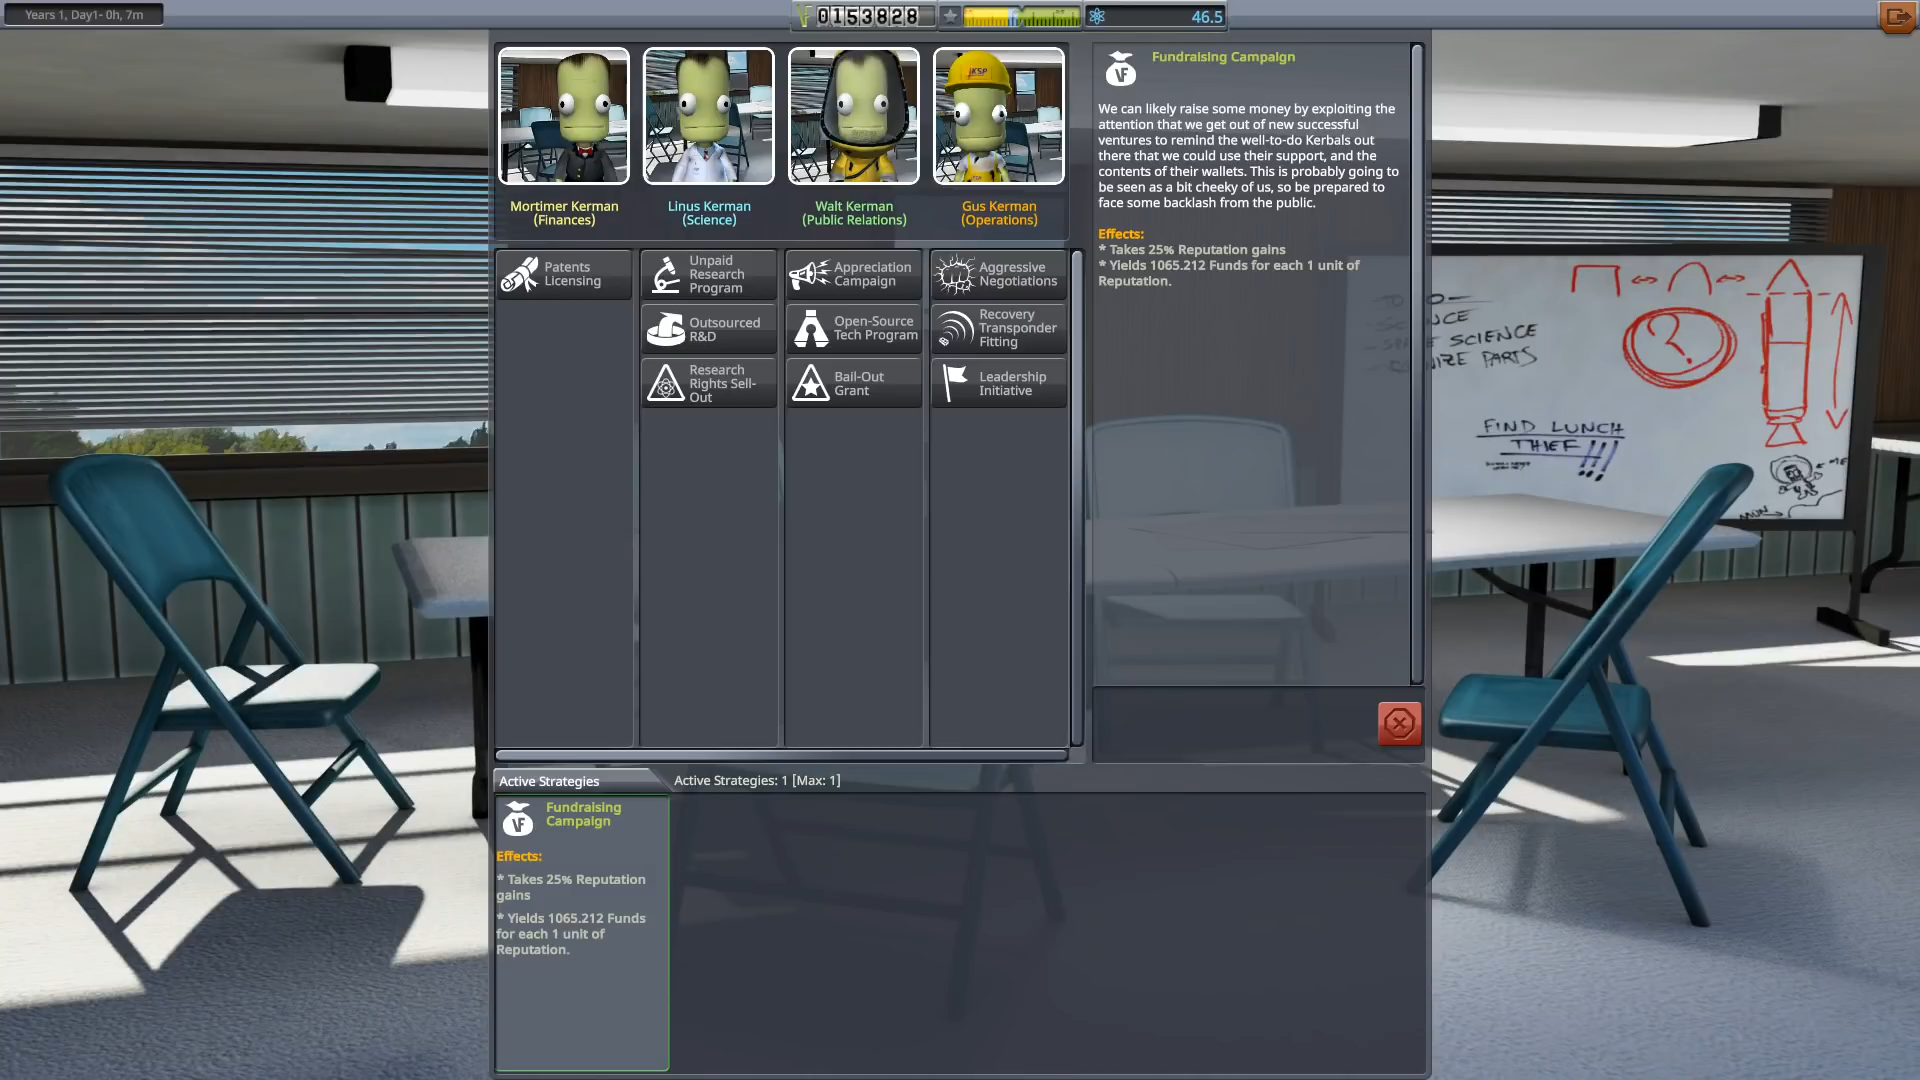 Years 1, Day1- 0h, 7m
0153828
46.5
Mortimer Kerman
(Finances)
Linus Kerman
(Science)
Walt Kerman
(Public Relations)
Gus Kerman
(Operations)
Patents
Licensing
Unpaid
Research
Program
Outsourced
R&D
Research
Rights Sell-
Out
Appreciation
Campaign
Open-Source
Tech Program
Bail-Out
Grant
Aggressive
Negotiations
Recovery
Transponder
Fitting
Leadership
Initiative
Fundraising Campaign
We can likely raise some money by exploiting the
attention that we get out of new successful
ventures to remind the well-to-do Kerbals out
there that we could use their support, and the
contents of their wallets. This is probably going to
be seen as a bit cheeky of us, so be prepared to
face some backlash from the public.
Effects:
* Takes 25% Reputation gains
* Yields 1065.212 Funds for each 1 unit of
Reputation.
SCIENCE
PARTS
?
FIND LUNCH
THIEF !!!
← ME
MUN →
Active Strategies
Active Strategies: 1 [Max: 1]
Fundraising
Campaign
Effects:
* Takes 25% Reputation
gains
* Yields 1065.212 Funds
for each 1 unit of
Reputation.